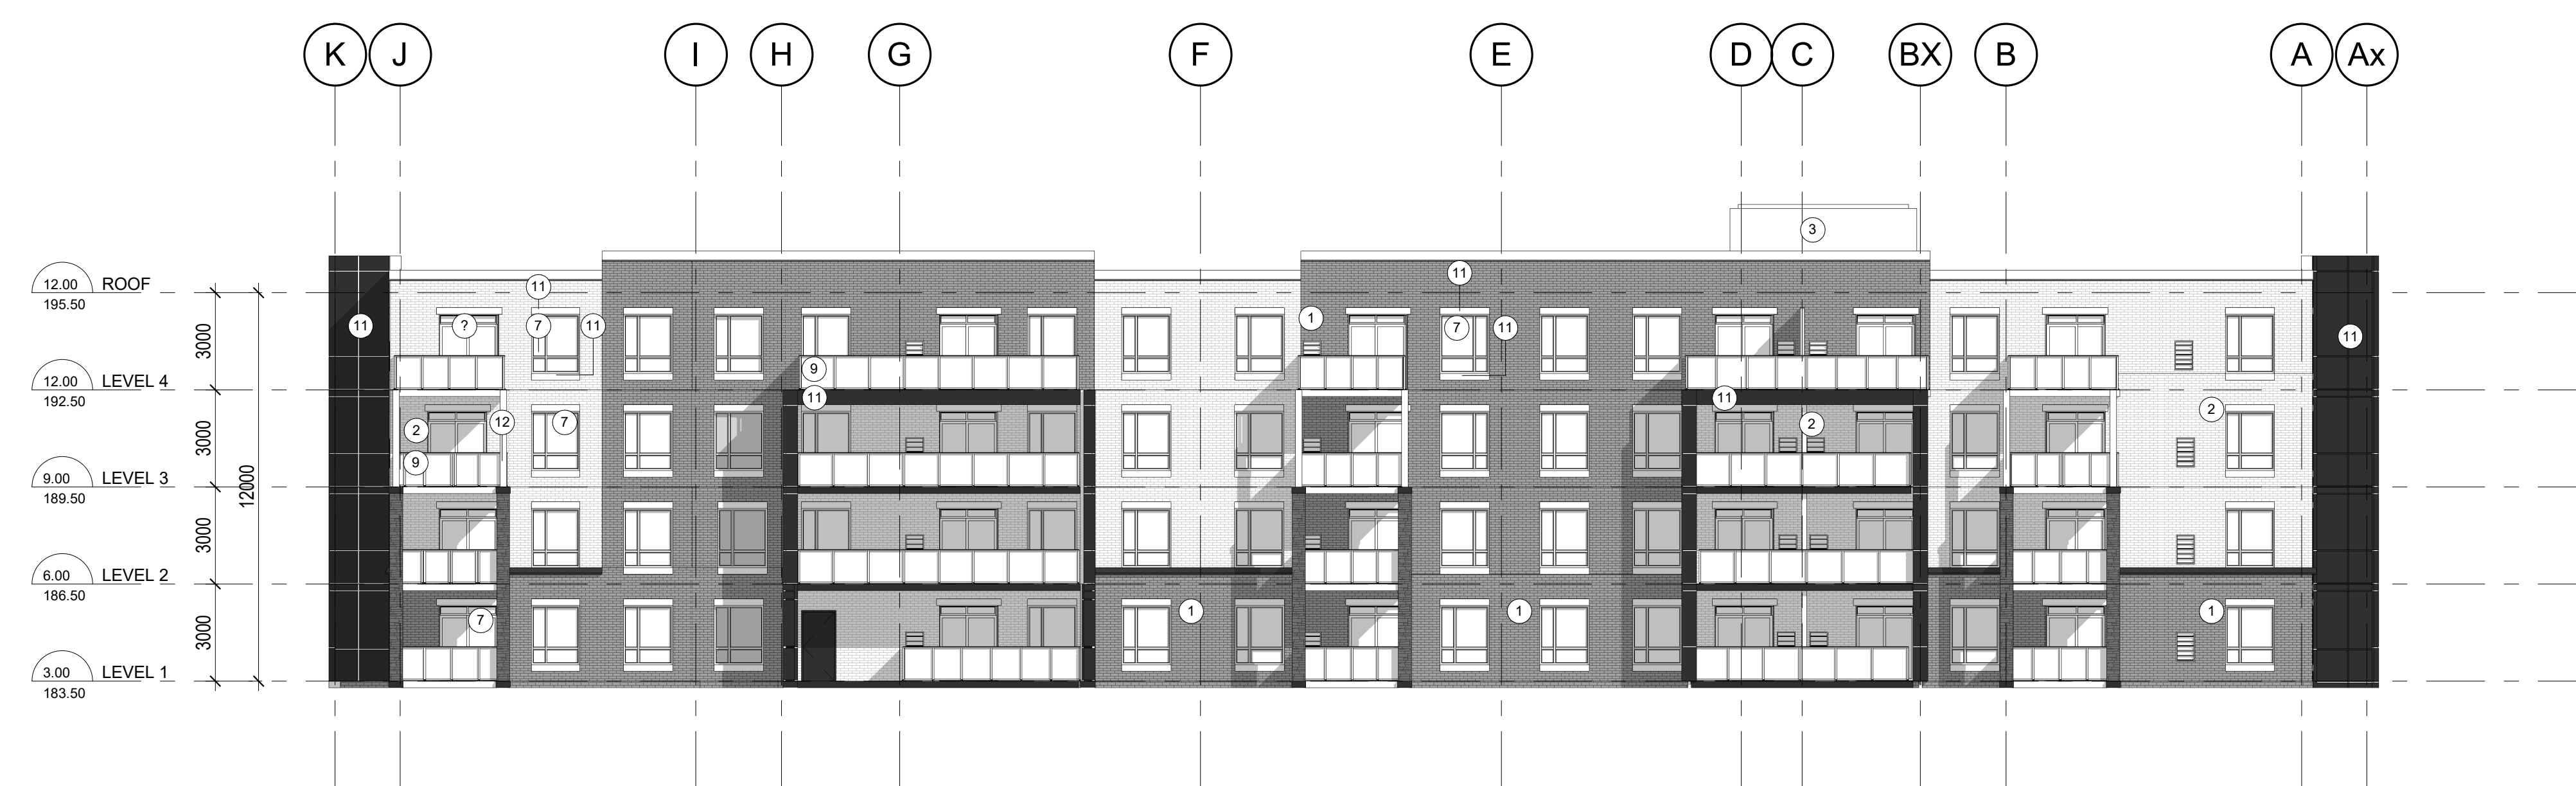 K J I H G F E D C BX B A Ax
3
12.00 ROOF
195.50
11 11
11 ? 7 11 1 7 11 11
3000
9
12.00 LEVEL 4
192.50
11 11
2 12 7 2 2
3000
9
9.00 LEVEL 3
189.50
12000
3000
6.00 LEVEL 2
186.50
7 1 1 1
3000
3.00 LEVEL 1
183.50